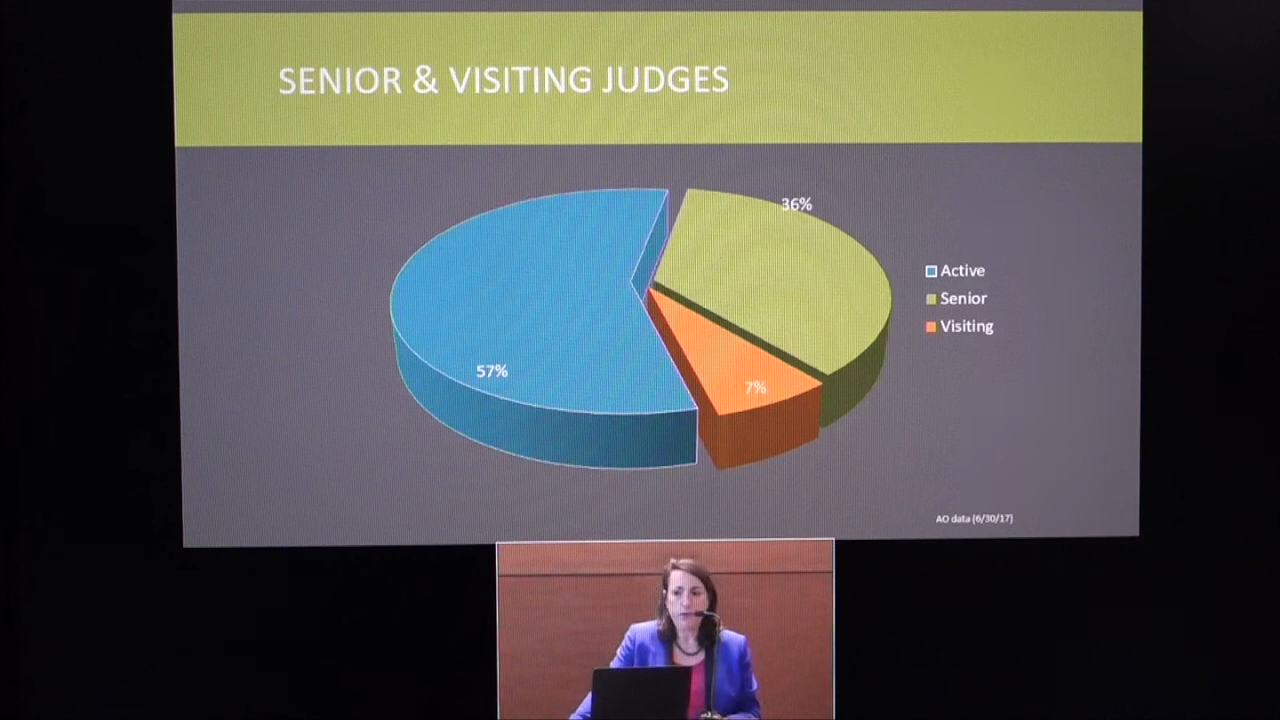 SENIOR & VISITING JUDGES
36%
57%
7%
Active
Senior
Visiting
AO data (6/30/17)